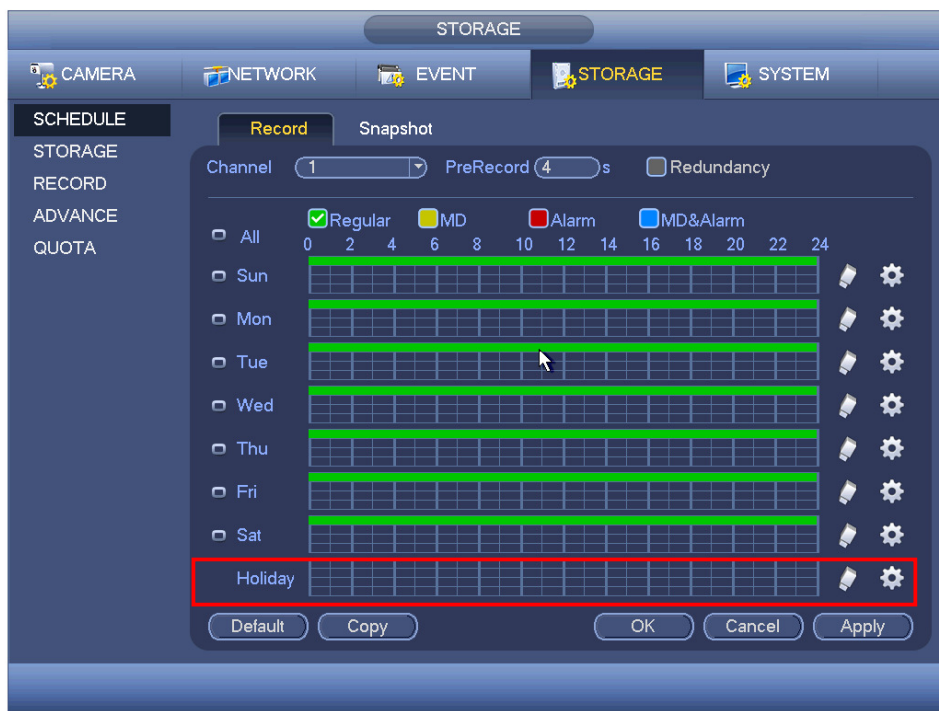 STORAGE
CAMERA NETWORK EVENT STORAGE SYSTEM
SCHEDULE
STORAGE
RECORD
ADVANCE
QUOTA
Record Snapshot
Channel 1 PreRecord 4 s Redundancy
Regular MD Alarm MD&Alarm
All 0 2 4 6 8 10 12 14 16 18 20 22 24
Sun
Mon
Tue
Wed
Thu
Fri
Sat
Holiday
Default Copy OK Cancel Apply